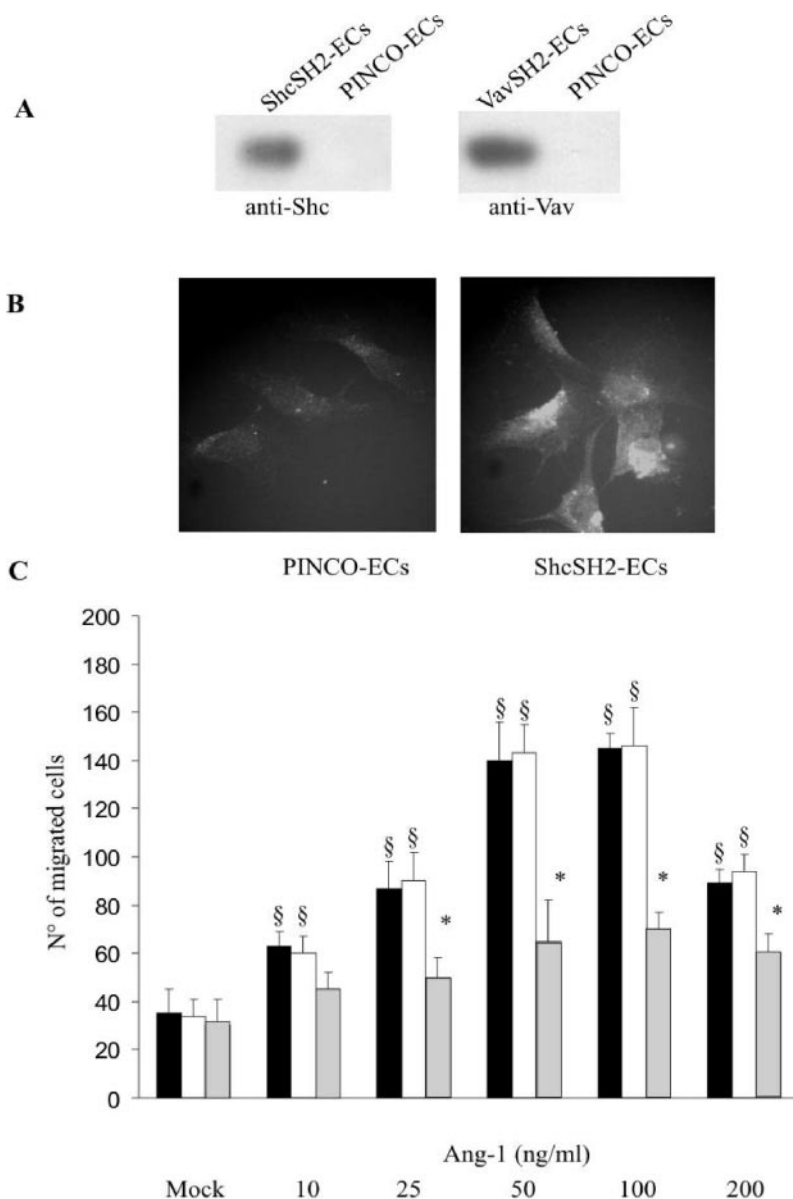 A
ShcSH2-ECs PINCO-ECs VavSH2-ECs PINCO-ECs
anti-Shc anti-Vav
B
PINCO-ECs ShcSH2-ECs
C
N° of migrated cells
200
180
160
140
120
100
80
60
40
20
0
§ § § § * § § * § § * § § *
Ang-1 (ng/ml)
Mock 10 25 50 100 200